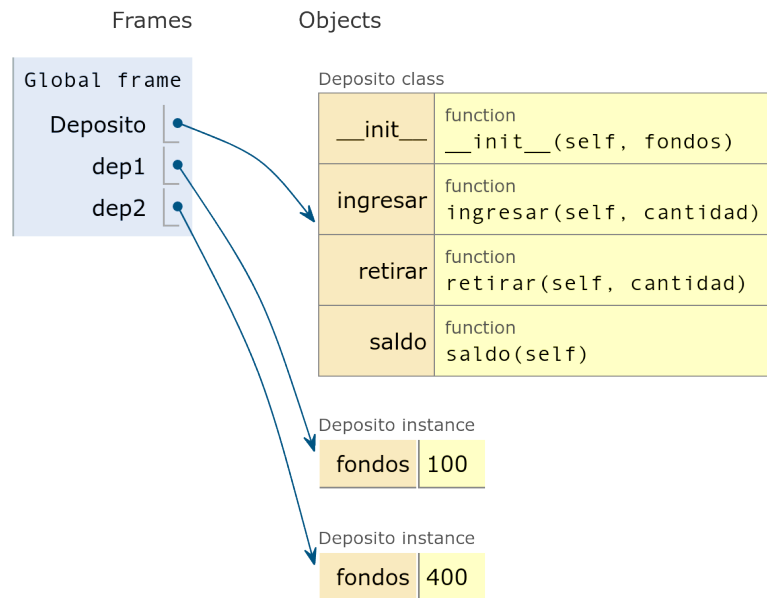 Frames Objects
Global frame
Deposito
dep1
dep2
Deposito class
__init__
function
__init__(self, fondos)
ingresar
function
ingresar(self, cantidad)
retirar
function
retirar(self, cantidad)
saldo
function
saldo(self)
Deposito instance
fondos 100
Deposito instance
fondos 400